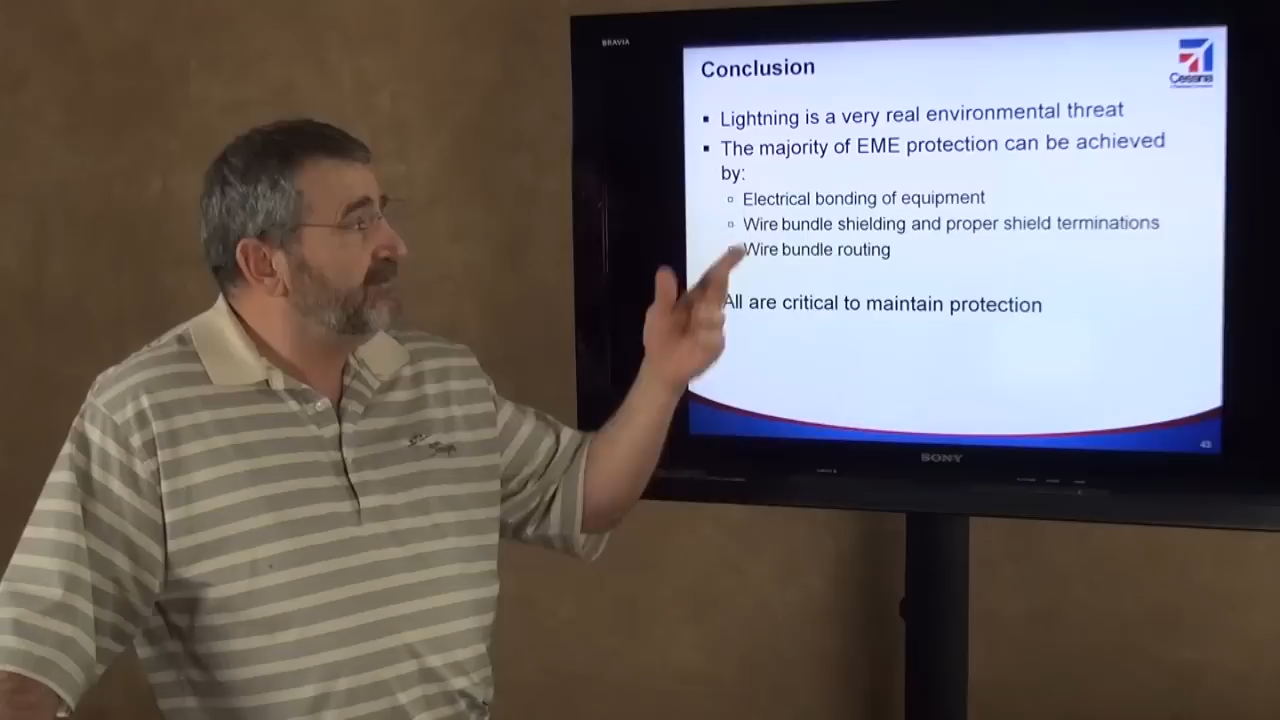 BRAVIA
Conclusion
Cessna
Lightning is a very real environmental threat
The majority of EME protection can be achieved
by:
Electrical bonding of equipment
Wire bundle shielding and proper shield terminations
Wire bundle routing
All are critical to maintain protection
43
SONY